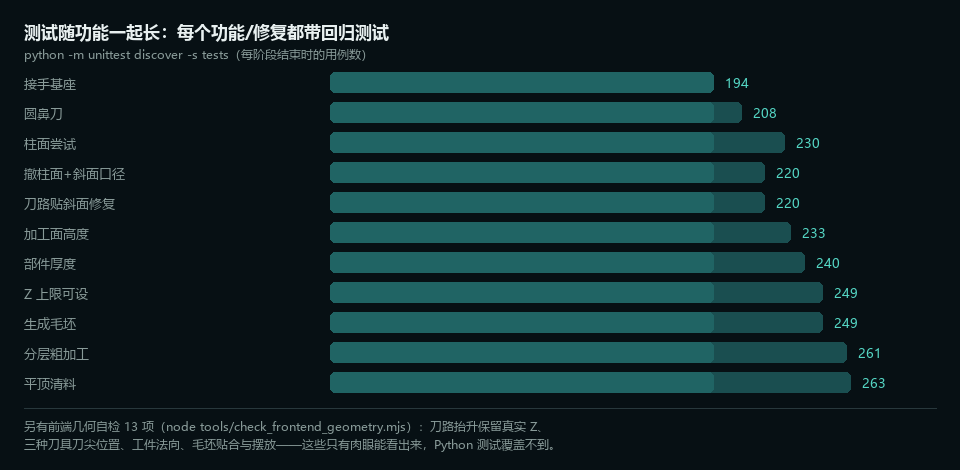 测试随功能一起长：每个功能/修复都带回归测试
python -m unittest discover -s tests（每阶段结束时的用例数）
接手基座 194
圆鼻刀 208
柱面尝试 230
撤柱面+斜面口径 220
刀路贴斜面修复 220
加工面高度 233
部件厚度 240
Z 上限可设 249
生成毛坯 249
分层粗加工 261
平顶清料 263
另有前端几何自检 13 项（node tools/check_frontend_geometry.mjs）：刀路抬升保留真实 Z、
三种刀具刀尖位置、工件法向、毛坯贴合与摆放——这些只有肉眼能看出来，Python 测试覆盖不到。